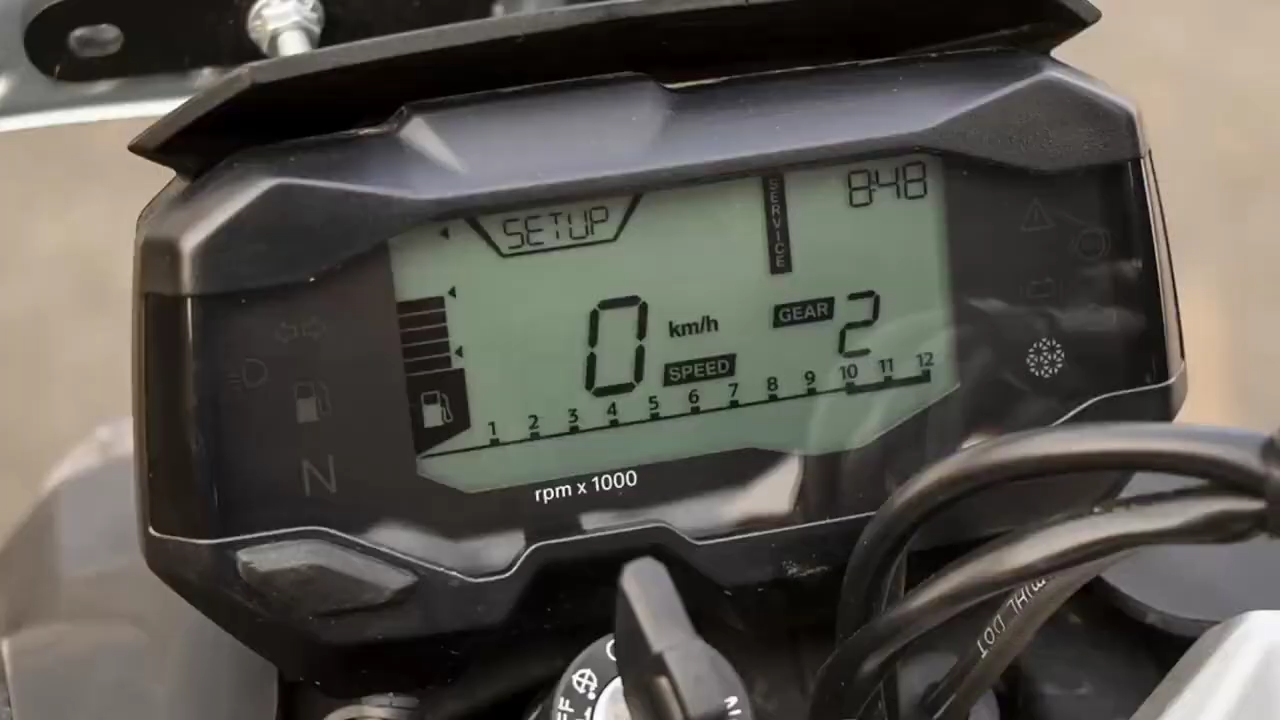 SETUP
SERVICE
8:48
0 km/h
SPEED
GEAR 2
1 2 3 4 5 6 7 8 9 10 11 12
rpm x 1000
N
DOT